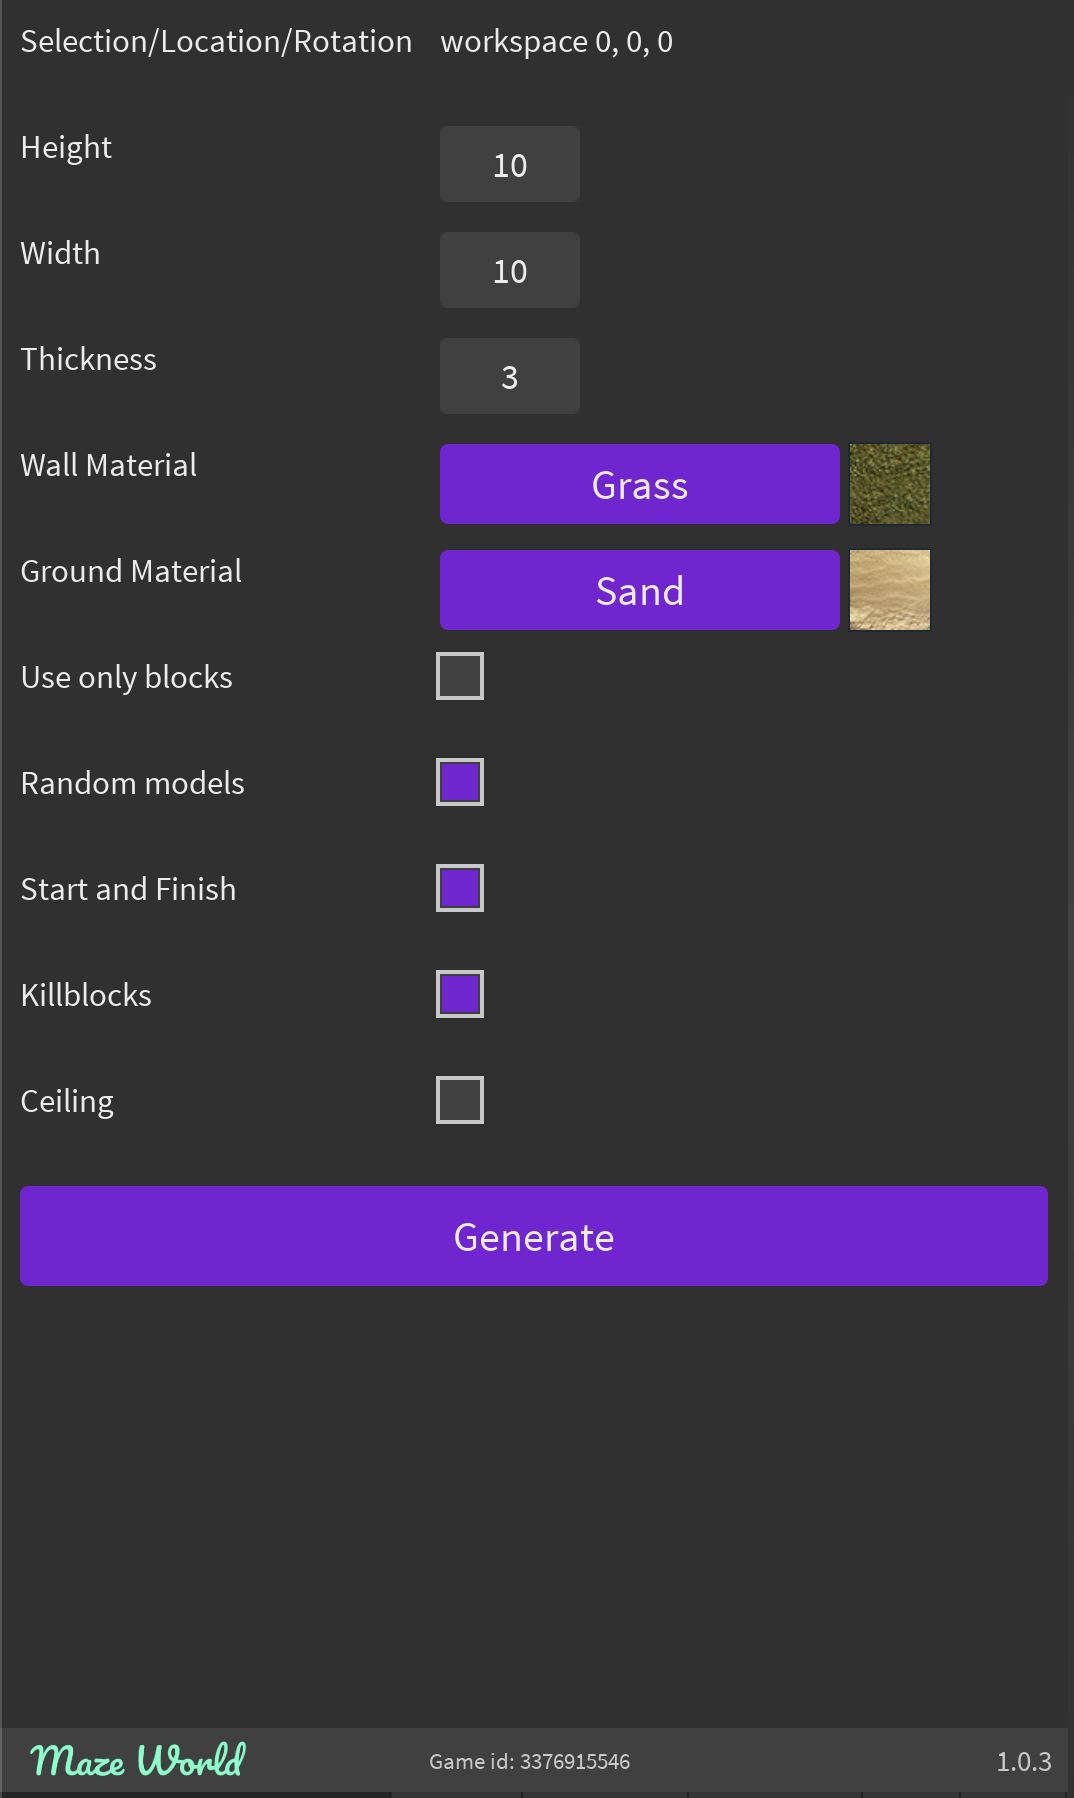 Selection/Location/Rotation workspace 0, 0, 0
Height 10
Width 10
Thickness 3
Wall Material Grass
Ground Material Sand
Use only blocks
Random models
Start and Finish
Killblocks
Ceiling
Generate
Maze World Game id: 3376915546 1.0.3